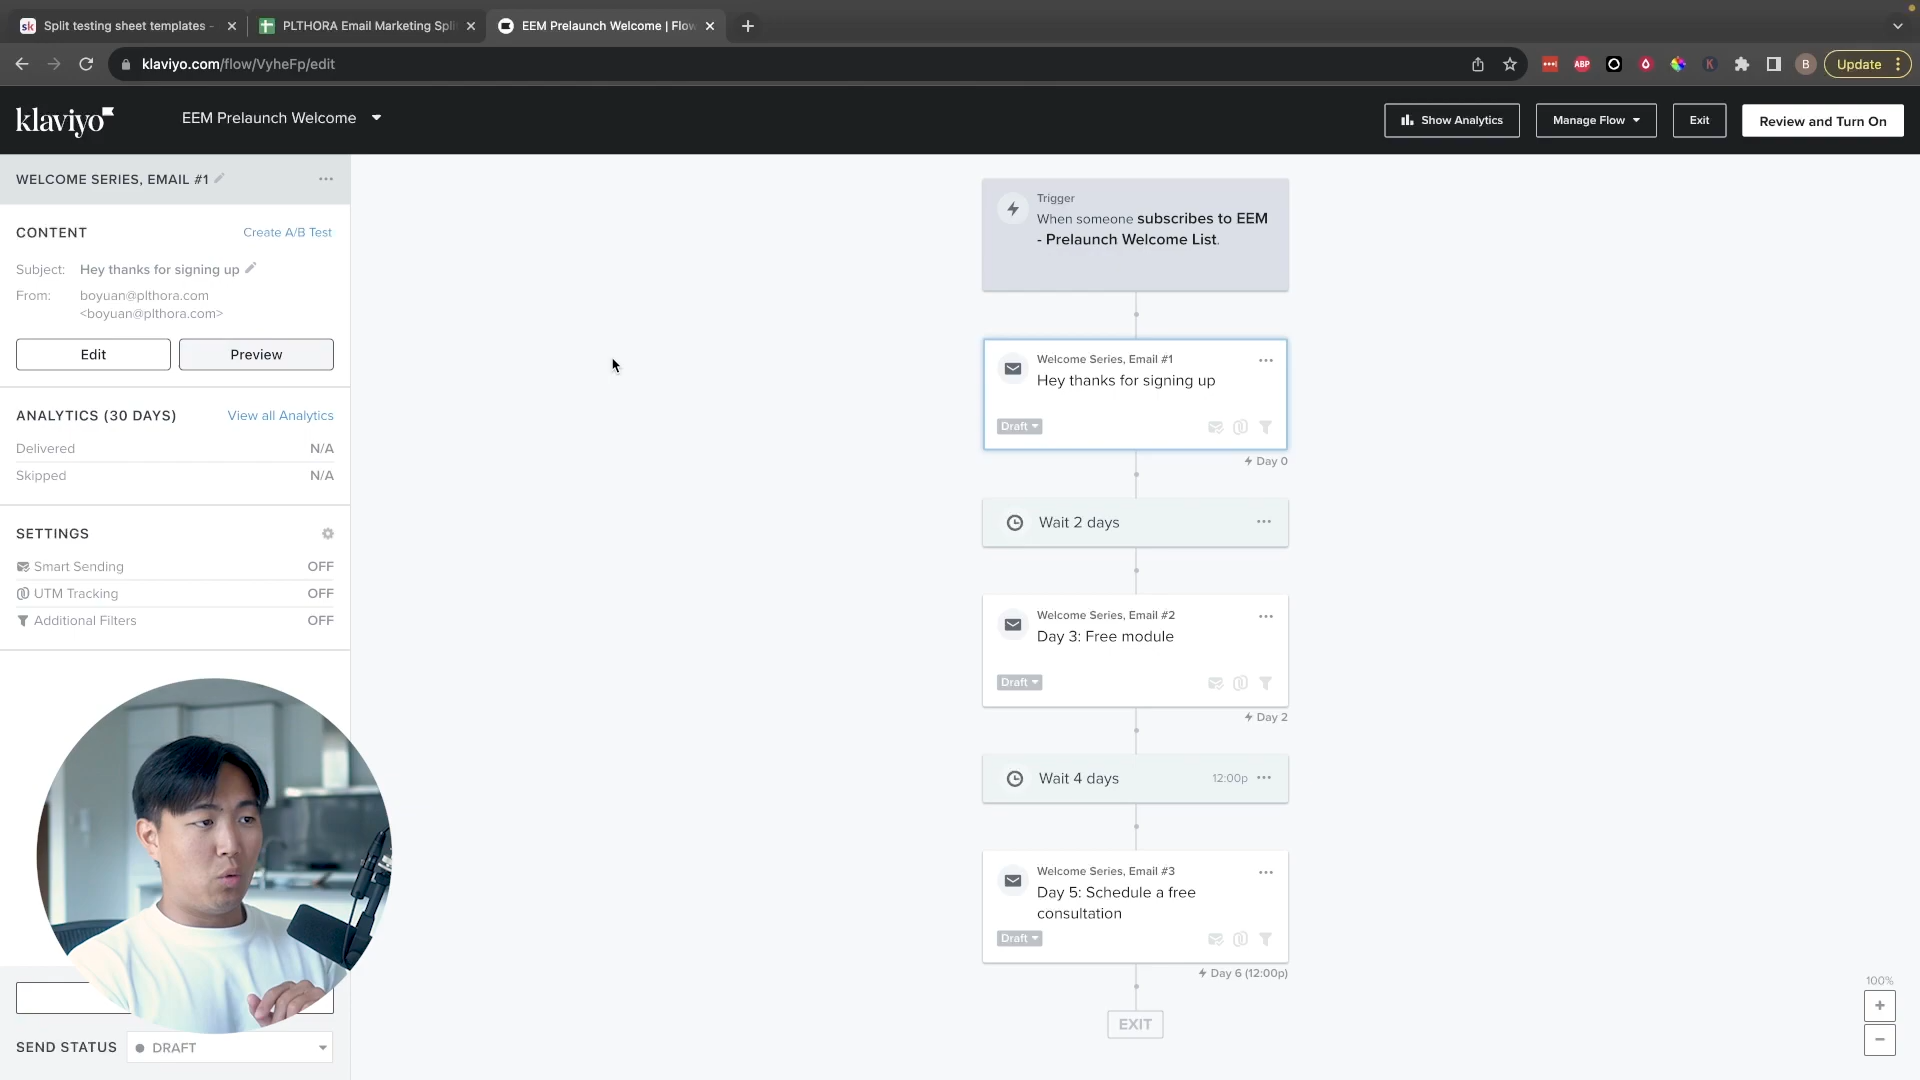 sk Split testing sheet templates -
PLTHORA Email Marketing Spli
EEM Prelaunch Welcome | Flow
klaviyo.com/flow/VyheFp/edit
ABP
K
B
Update
klaviyo
EEM Prelaunch Welcome
Show Analytics
Manage Flow
Exit
Review and Turn On
WELCOME SERIES, EMAIL #1
CONTENT
Create A/B Test
Subject: Hey thanks for signing up
From: boyuan@plthora.com
<boyuan@plthora.com>
Edit
Preview
ANALYTICS (30 DAYS)
View all Analytics
Delivered N/A
Skipped N/A
SETTINGS
Smart Sending OFF
UTM Tracking OFF
Additional Filters OFF
SEND STATUS
DRAFT
Trigger
When someone subscribes to EEM
- Prelaunch Welcome List.
Welcome Series, Email #1
Hey thanks for signing up
Draft
Day 0
Wait 2 days
Welcome Series, Email #2
Day 3: Free module
Draft
Day 2
Wait 4 days
12:00p
Welcome Series, Email #3
Day 5: Schedule a free
consultation
Draft
Day 6 (12:00p)
EXIT
100%